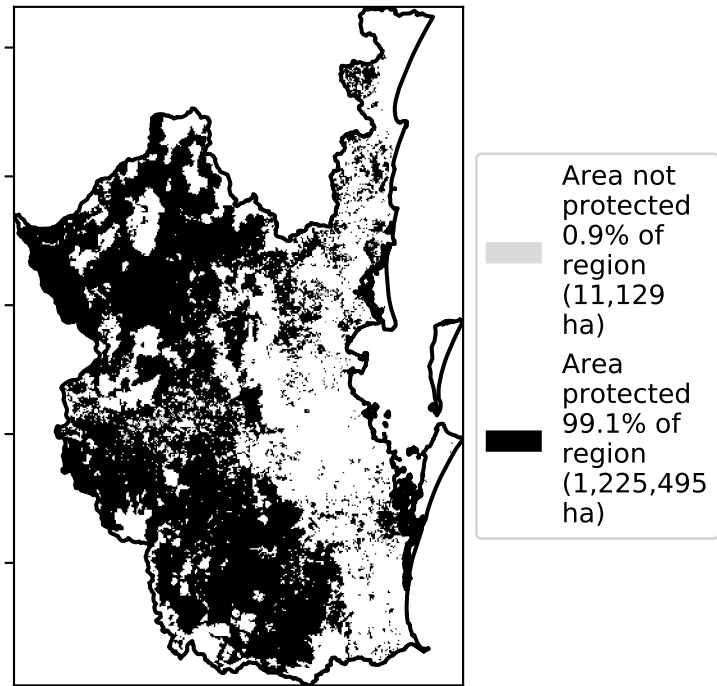 Area not
protected
0.9% of
region
(11,129
ha)
Area
protected
99.1% of
region
(1,225,495
ha)